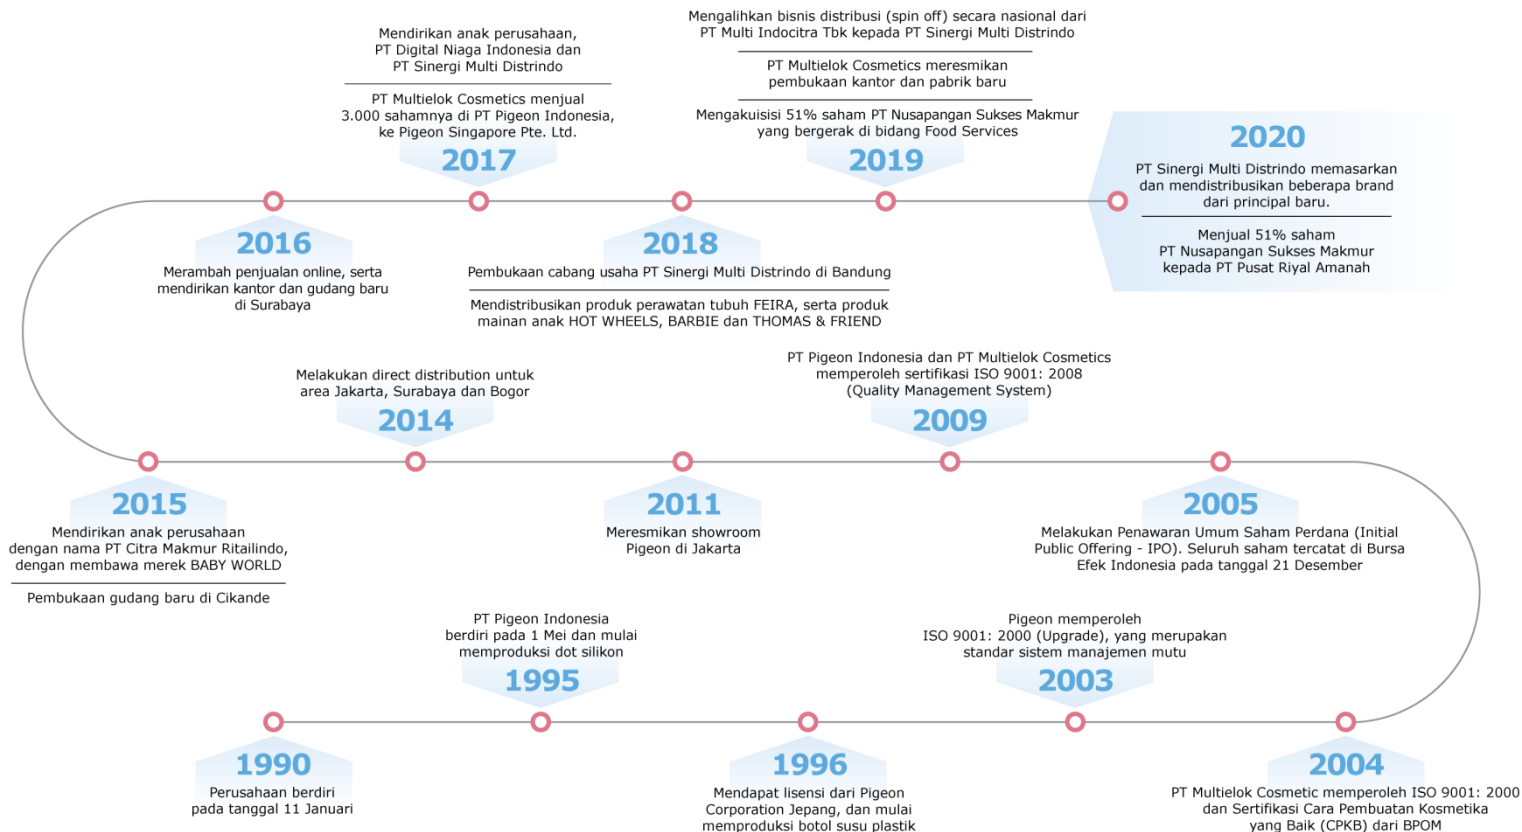 Mendirikan anak perusahaan,
PT Digital Niaga Indonesia dan
PT Sinergi Multi Distrindo
PT Multielok Cosmetics menjual
3.000 sahamnya di PT Pigeon Indonesia,
ke Pigeon Singapore Pte. Ltd.
2017
Mengalihkan bisnis distribusi (spin off) secara nasional dari
PT Multi Indocitra Tbk kepada PT Sinergi Multi Distrindo
PT Multielok Cosmetics meresmikan
pembukaan kantor dan pabrik baru
Mengakuisisi 51% saham PT Nusapangan Sukses Makmur
yang bergerak di bidang Food Services
2019
2020
PT Sinergi Multi Distrindo memasarkan
dan mendistribusikan beberapa brand
dari principal baru.
Menjual 51% saham
PT Nusapangan Sukses Makmur
kepada PT Pusat Riyal Amanah
2016
Merambah penjualan online, serta
mendirikan kantor dan gudang baru
di Surabaya
2018
Pembukaan cabang usaha PT Sinergi Multi Distrindo di Bandung
Mendistribusikan produk perawatan tubuh FEIRA, serta produk
mainan anak HOT WHEELS, BARBIE dan THOMAS & FRIEND
Melakukan direct distribution untuk
area Jakarta, Surabaya dan Bogor
2014
PT Pigeon Indonesia dan PT Multielok Cosmetics
memperoleh sertifikasi ISO 9001: 2008
(Quality Management System)
2009
2015
Mendirikan anak perusahaan
dengan nama PT Citra Makmur Ritailindo,
dengan membawa merek BABY WORLD
Pembukaan gudang baru di Cikande
2011
Meresmikan showroom
Pigeon di Jakarta
2005
Melakukan Penawaran Umum Saham Perdana (Initial
Public Offering - IPO). Seluruh saham tercatat di Bursa
Efek Indonesia pada tanggal 21 Desember
PT Pigeon Indonesia
berdiri pada 1 Mei dan mulai
memproduksi dot silikon
1995
Pigeon memperoleh
ISO 9001: 2000 (Upgrade), yang merupakan
standar sistem manajemen mutu
2003
1990
Perusahaan berdiri
pada tanggal 11 Januari
1996
Mendapat lisensi dari Pigeon
Corporation Jepang, dan mulai
memproduksi botol susu plastik
2004
PT Multielok Cosmetic memperoleh ISO 9001: 2000
dan Sertifikasi Cara Pembuatan Kosmetika
yang Baik (CPKB) dari BPOM